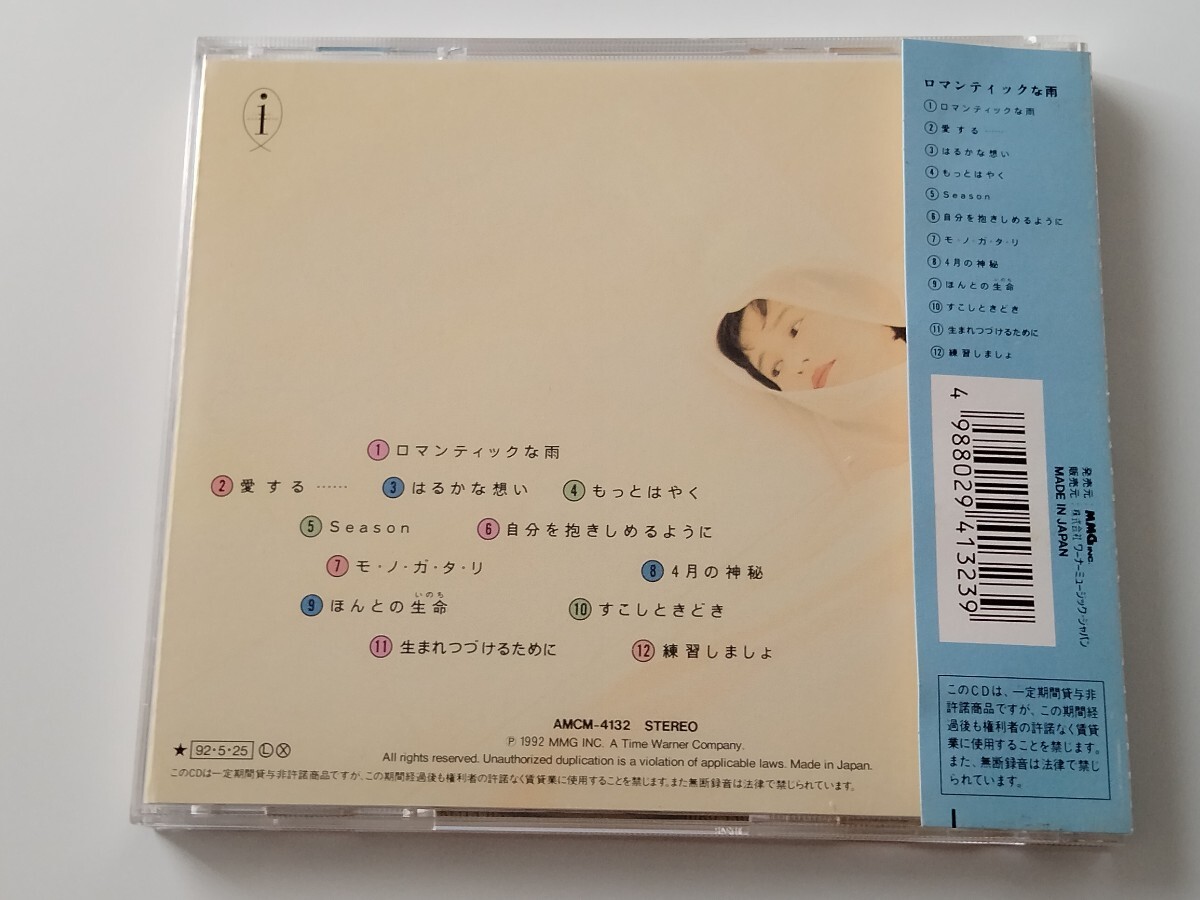 i
① ロマンティックな雨
② 愛する…… ③ はるかな想い ④ もっとはやく
⑤ Season ⑥ 自分を抱きしめるように
⑦ モ・ノ・ガ・タ・リ ⑧ 4月の神秘
いのち
⑨ ほんとの生命 ⑩ すこしときどき
⑪ 生まれつづけるために ⑫ 練習しましょ
AMCM-4132 STEREO
Ⓟ 1992 MMG INC. A Time Warner Company.
★ 92・5・25 Ⓛ Ⓧ
All rights reserved. Unauthorized duplication is a violation of applicable laws. Made in Japan.
このCDは一定期間貸与非許諾商品ですが、この期間経過後も権利者の許諾なく賃貸業に使用することを禁じます。また無断録音は法律で禁じられています。
ロマンティックな雨
① ロマンティックな雨
② 愛する……
③ はるかな想い
④ もっとはやく
⑤ Season
⑥ 自分を抱きしめるように
⑦ モ・ノ・ガ・タ・リ
⑧ 4月の神秘
いのち
⑨ ほんとの生命
⑩ すこしときどき
⑪ 生まれつづけるために
⑫ 練習しましょ
4 988029 413239
発売元: MMG INC.
販売元: 株式会社 ワーナーミュージック・ジャパン
MADE IN JAPAN
このCDは、一定期間貸与非
許諾商品ですが、この期間経
過後も権利者の許諾なく賃貸
業に使用することを禁じます。
また、無断録音は法律で禁じ
られています。